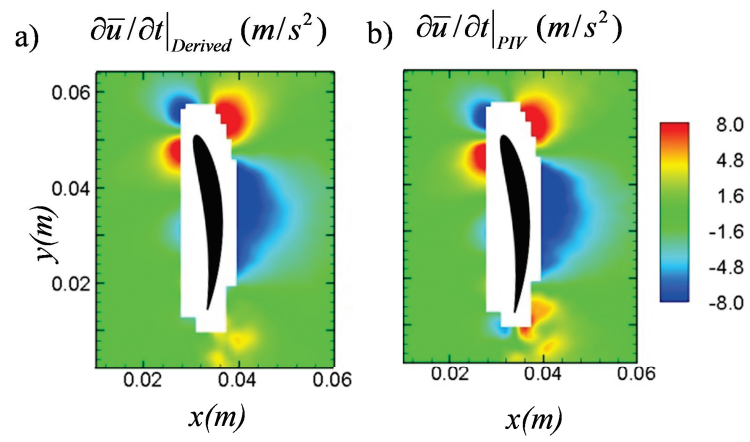 a) ∂u̅/∂t|Derived (m/s²) b) ∂u̅/∂t|PIV (m/s²)
0.06
0.04
0.02
y(m)
0.02 0.04 0.06
x(m)
0.02 0.04 0.06
x(m)
8.0
4.8
1.6
-1.6
-4.8
-8.0